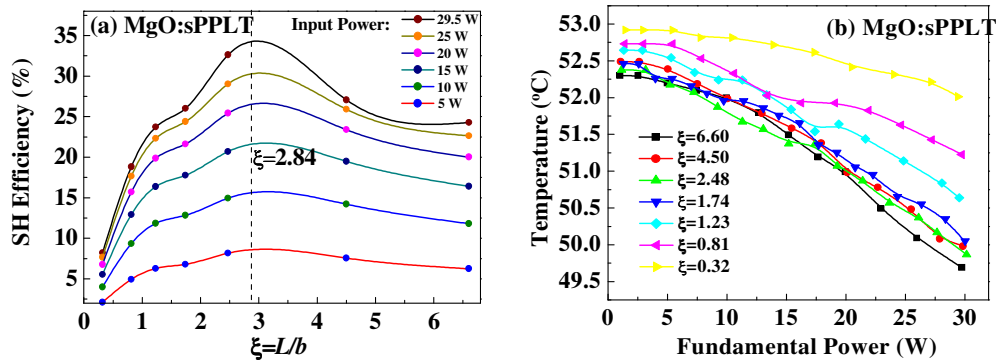 (a) MgO:sPPLT
Input Power:
29.5 W
25 W
20 W
15 W
10 W
5 W
ξ=2.84
SH Efficiency (%)
35
30
25
20
15
10
5
0 1 2 3 4 5 6
ξ=L/b
(b) MgO:sPPLT
ξ=6.60
ξ=4.50
ξ=2.48
ξ=1.74
ξ=1.23
ξ=0.81
ξ=0.32
Temperature (ºC)
53.0
52.5
52.0
51.5
51.0
50.5
50.0
49.5
0 5 10 15 20 25 30
Fundamental Power (W)